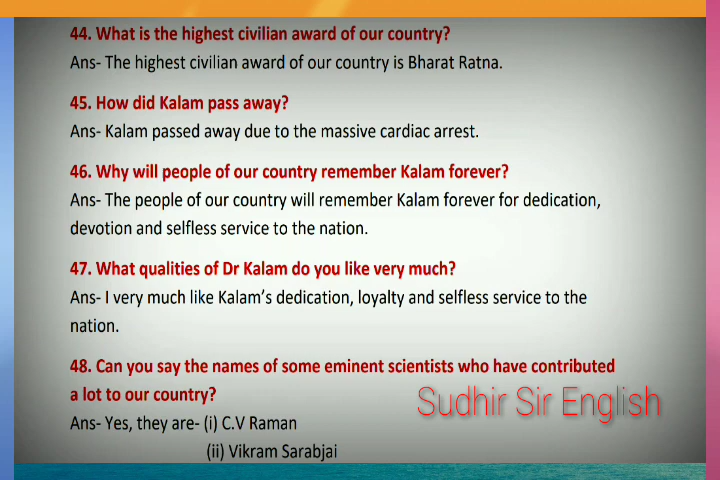 44. What is the highest civilian award of our country?
Ans- The highest civilian award of our country is Bharat Ratna.
45. How did Kalam pass away?
Ans- Kalam passed away due to the massive cardiac arrest.
46. Why will people of our country remember Kalam forever?
Ans- The people of our country will remember Kalam forever for dedication,
devotion and selfless service to the nation.
47. What qualities of Dr Kalam do you like very much?
Ans- I very much like Kalam's dedication, loyalty and selfless service to the
nation.
48. Can you say the names of some eminent scientists who have contributed
a lot to our country?
Sudhir Sir English
Ans- Yes, they are- (i) C.V Raman
(ii) Vikram Sarabjai